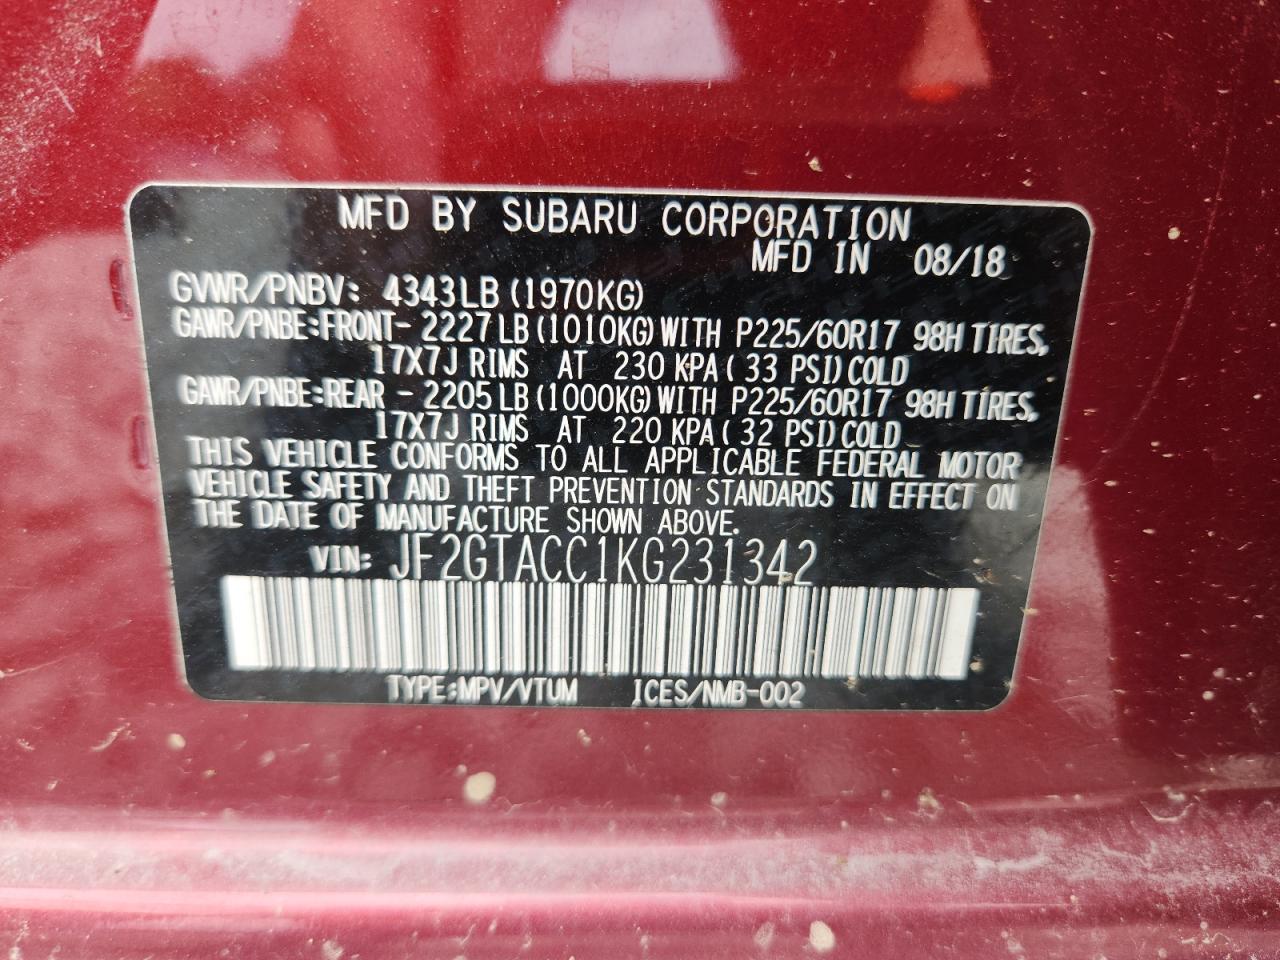 MFD BY SUBARU CORPORATION
MFD IN 08/18
GVWR/PNBV: 4343LB (1970KG)
GAWR/PNBE:FRONT- 2227 LB (1010KG) WITH P225/60R17 98H TIRES,
17X7J RIMS AT 230 KPA ( 33 PSI) COLD
GAWR/PNBE:REAR - 2205 LB (1000KG) WITH P225/60R17 98H TIRES,
17X7J RIMS AT 220 KPA ( 32 PSI) COLD
THIS VEHICLE CONFORMS TO ALL APPLICABLE FEDERAL MOTOR
VEHICLE SAFETY AND THEFT PREVENTION STANDARDS IN EFFECT ON
THE DATE OF MANUFACTURE SHOWN ABOVE.
VIN: JF2GTACC1KG231342
TYPE:MPV/VTUM ICES/NMB-002